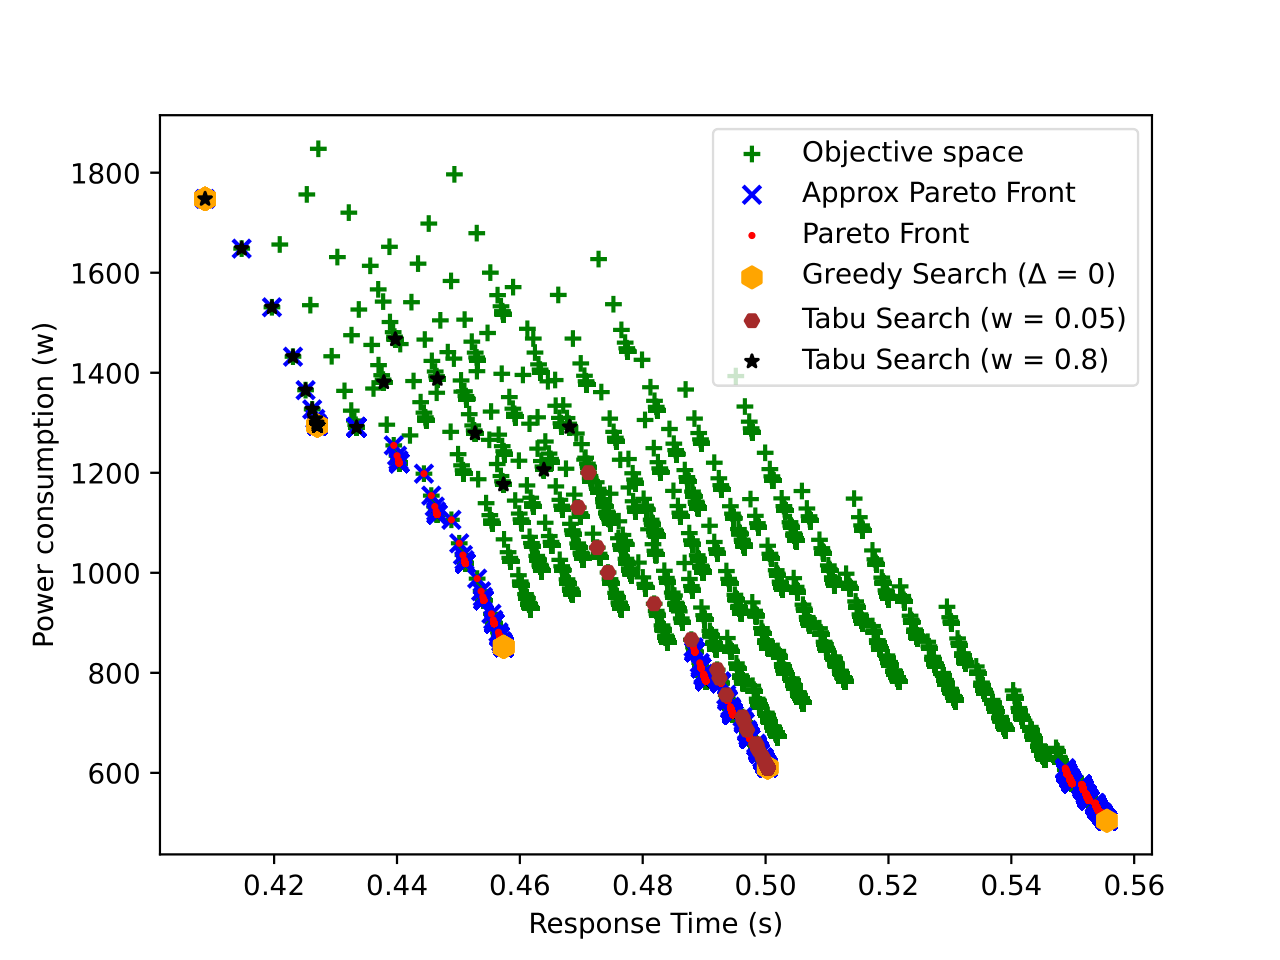 Objective space
Approx Pareto Front
Pareto Front
Greedy Search (Δ = 0)
Tabu Search (w = 0.05)
Tabu Search (w = 0.8)
Power consumption (w)
1800
1600
1400
1200
1000
800
600
0.42 0.44 0.46 0.48 0.50 0.52 0.54 0.56
Response Time (s)